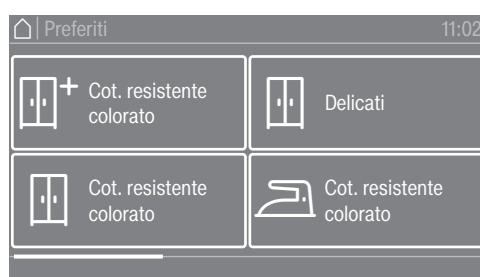 Preferiti 11:02
Cot. resistente
colorato
Delicati
Cot. resistente
colorato
Cot. resistente
colorato